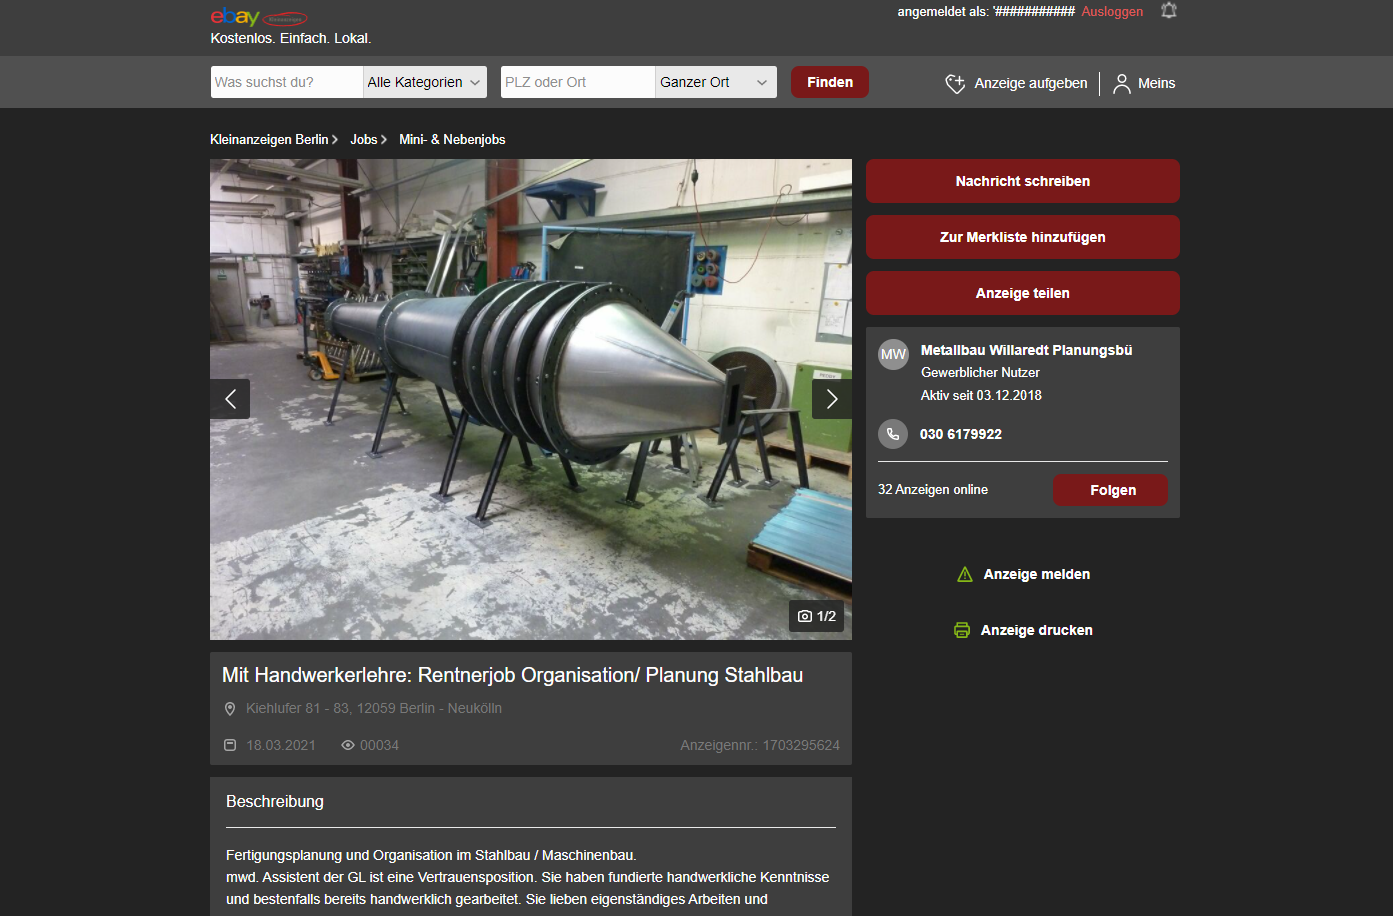 ebay
Kostenlos. Einfach. Lokal.
angemeldet als: '########### Ausloggen
Was suchst du? Alle Kategorien PLZ oder Ort Ganzer Ort Finden
Anzeige aufgeben Meins
Kleinanzeigen Berlin Jobs Mini- & Nebenjobs
1/2
Mit Handwerkerlehre: Rentnerjob Organisation/ Planung Stahlbau
Kiehlufer 81 - 83, 12059 Berlin - Neukölln
18.03.2021 00034 Anzeigennr.: 1703295624
Beschreibung
Fertigungsplanung und Organisation im Stahlbau / Maschinenbau.
mwd. Assistent der GL ist eine Vertrauensposition. Sie haben fundierte handwerkliche Kenntnisse
und bestenfalls bereits handwerklich gearbeitet. Sie lieben eigenständiges Arbeiten und
Nachricht schreiben
Zur Merkliste hinzufügen
Anzeige teilen
MW Metallbau Willaredt Planungsbü
Gewerblicher Nutzer
Aktiv seit 03.12.2018
030 6179922
32 Anzeigen online Folgen
Anzeige melden
Anzeige drucken